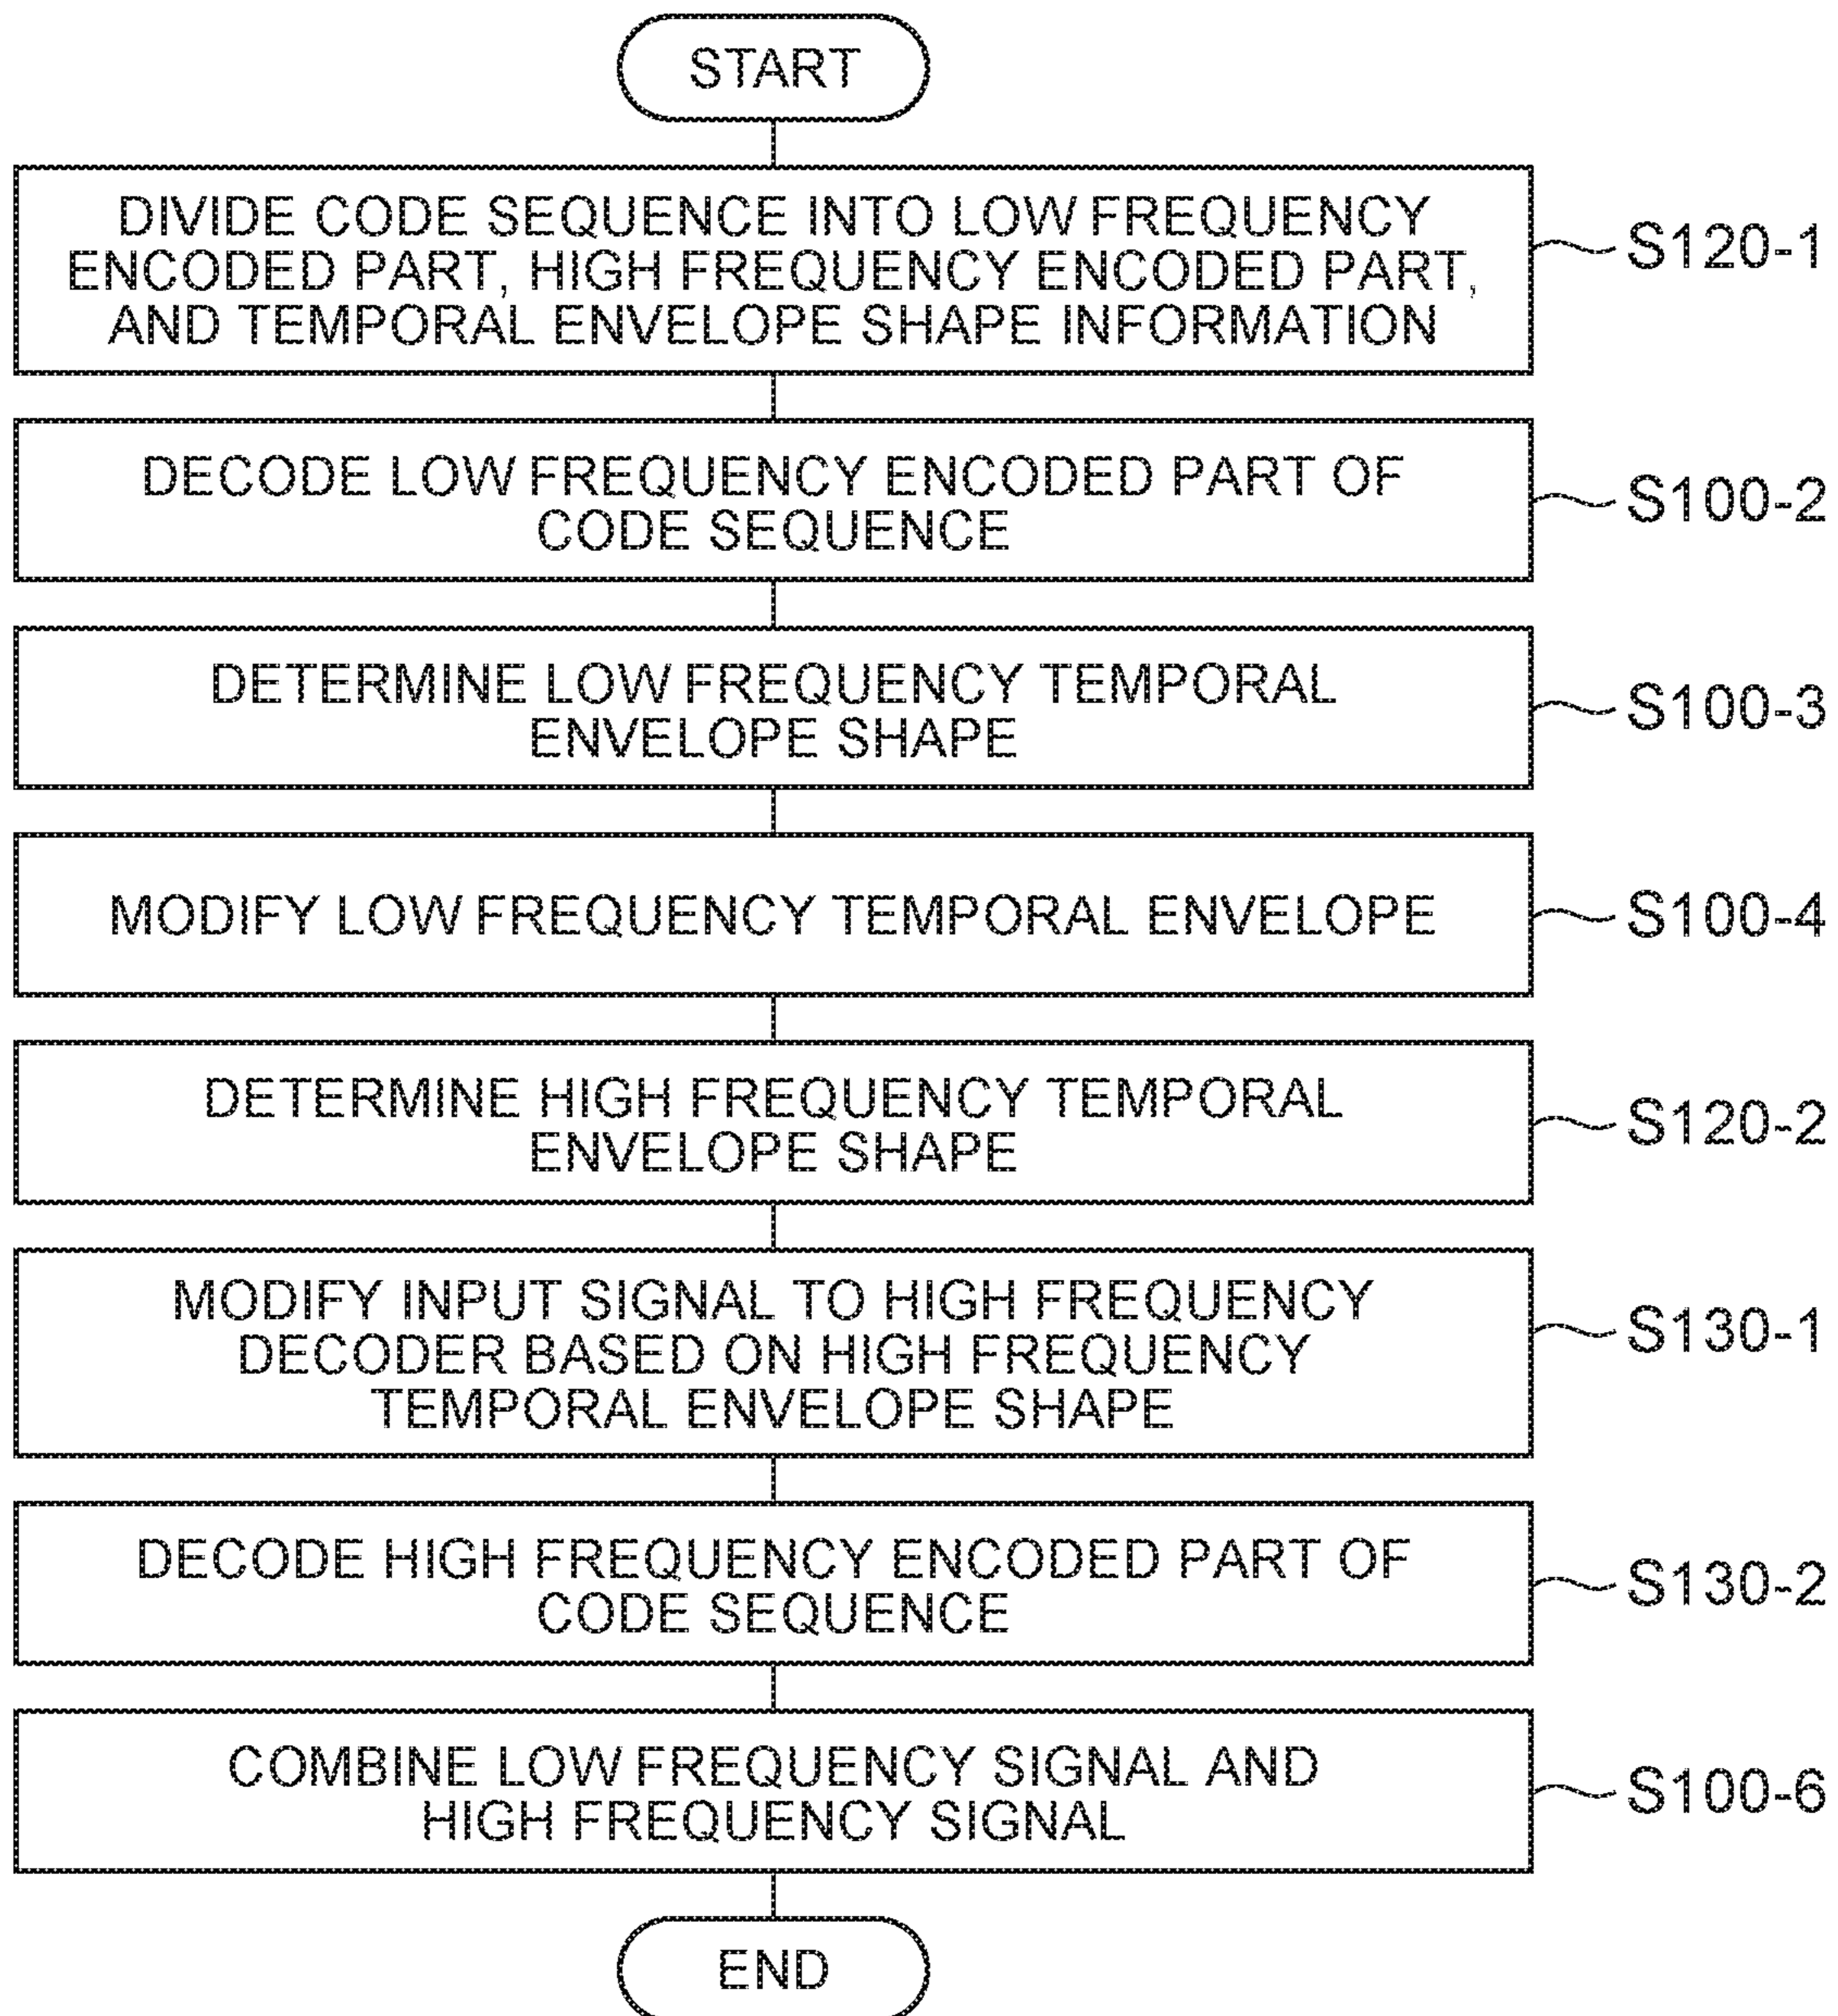 START
DIVIDE CODE SEQUENCE INTO LOW FREQUENCY
ENCODED PART, HIGH FREQUENCY ENCODED PART,
AND TEMPORAL ENVELOPE SHAPE INFORMATION
S120-1
DECODE LOW FREQUENCY ENCODED PART OF
CODE SEQUENCE
S100-2
DETERMINE LOW FREQUENCY TEMPORAL
ENVELOPE SHAPE
S100-3
MODIFY LOW FREQUENCY TEMPORAL ENVELOPE
S100-4
DETERMINE HIGH FREQUENCY TEMPORAL
ENVELOPE SHAPE
S120-2
MODIFY INPUT SIGNAL TO HIGH FREQUENCY
DECODER BASED ON HIGH FREQUENCY
TEMPORAL ENVELOPE SHAPE
S130-1
DECODE HIGH FREQUENCY ENCODED PART OF
CODE SEQUENCE
S130-2
COMBINE LOW FREQUENCY SIGNAL AND
HIGH FREQUENCY SIGNAL
S100-6
END